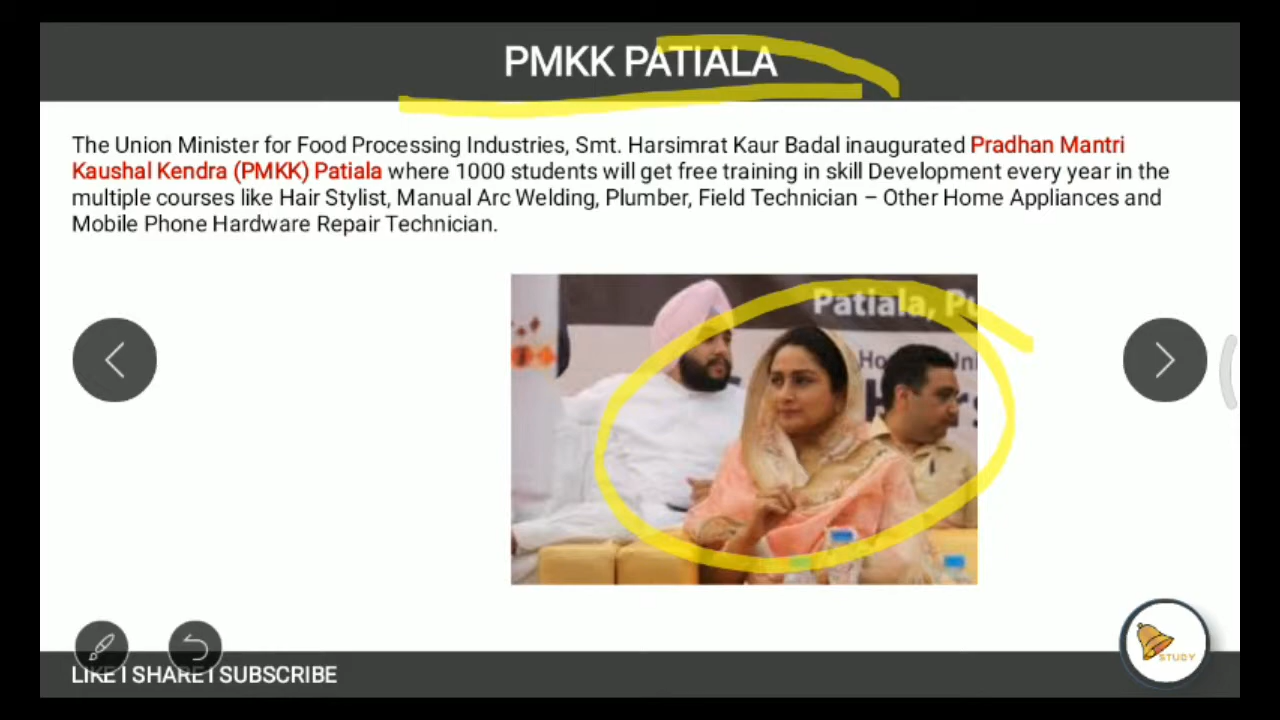 PMKK PATIALA
The Union Minister for Food Processing Industries, Smt. Harsimrat Kaur Badal inaugurated Pradhan Mantri
Kaushal Kendra (PMKK) Patiala where 1000 students will get free training in skill Development every year in the
multiple courses like Hair Stylist, Manual Arc Welding, Plumber, Field Technician – Other Home Appliances and
Mobile Phone Hardware Repair Technician.
Patiala, Pu
STUDY
LIKE I SHARE I SUBSCRIBE